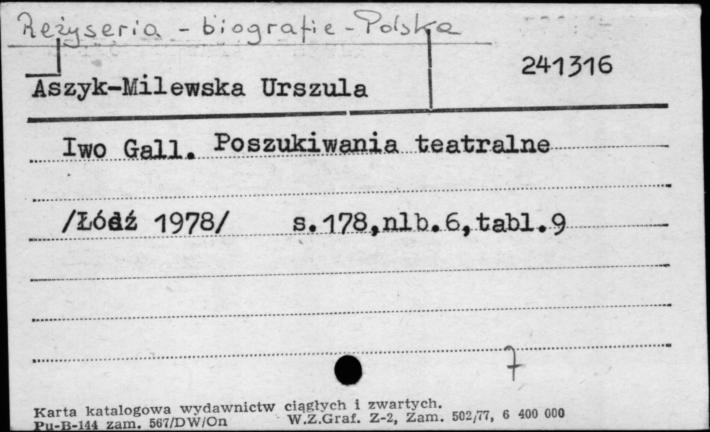 Reżyseria - biografie - Polska
241316
Aszyk-Milewska Urszula
Iwo Gall. Poszukiwania teatralne
/Łódź 1978/ s.178,nlb.6,tabl.9
7
Karta katalogowa wydawnictw ciągłych i zwartych.
Pu-B-144 zam. 567/DW/On W.Z.Graf. Z-2, Zam. 502/77, 6 400 000